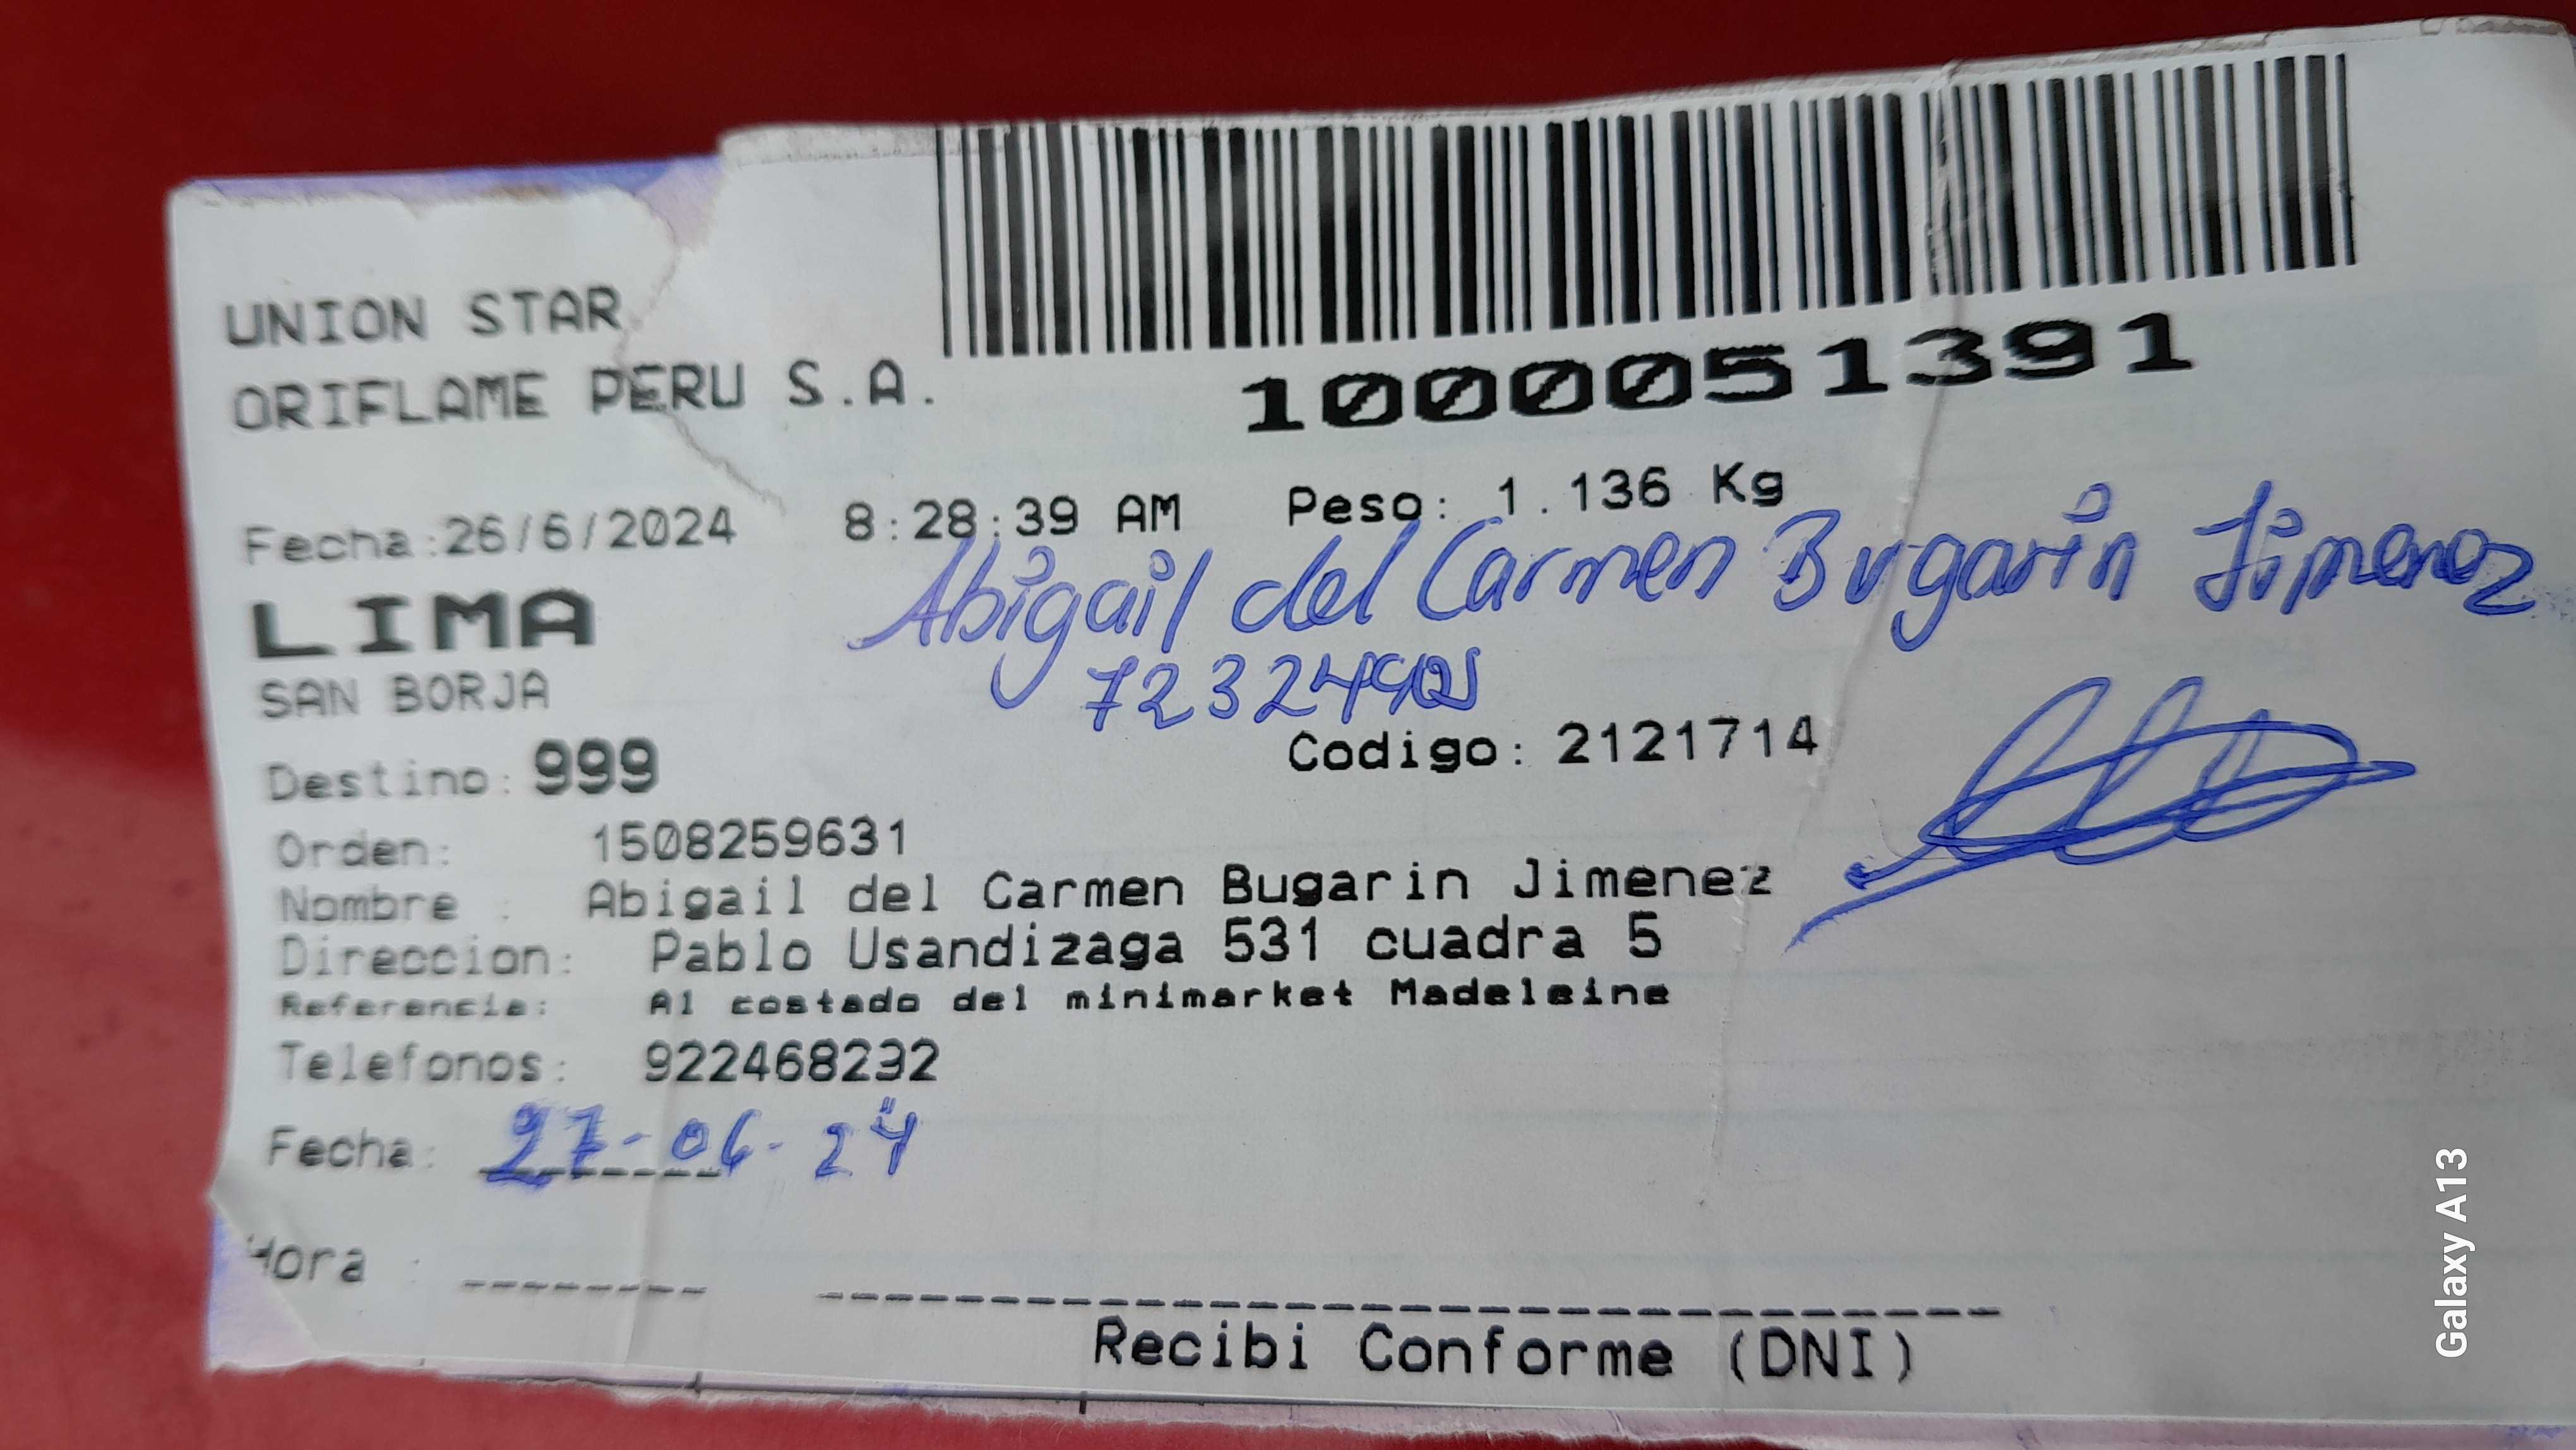 UNION STAR
ORIFLAME PERU S.A.
1000051391
Fecha:26/6/2024 8:28:39 AM Peso: 1.136 Kg
Abigail del Carmen Bugarin Jimenez
LIMA
SAN BORJA
Destino: 999 Codigo: 2121714
Orden: 1508259631
Nombre : Abigail del Carmen Bugarin Jimenez
Direccion: Pablo Usandizaga 531 cuadra 5
Referencia: Al costado del minimarket Madeleine
Telefonos: 922468232
Fecha: 27-06-24
Hora :
Recibi Conforme (DNI)
Galaxy A13